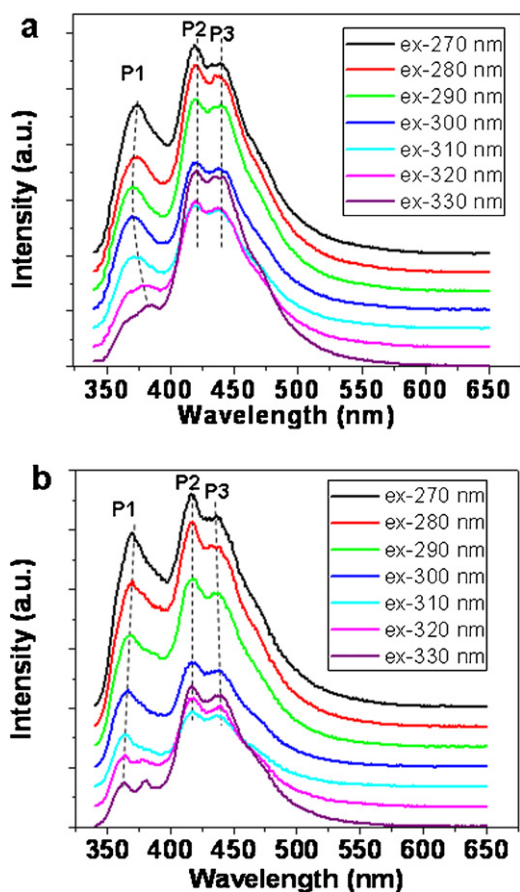 a
P1
P2
P3
ex-270 nm
ex-280 nm
ex-290 nm
ex-300 nm
ex-310 nm
ex-320 nm
ex-330 nm
Intensity (a.u.)
350 400 450 500 550 600 650
Wavelength (nm)
b
P1
P2
P3
ex-270 nm
ex-280 nm
ex-290 nm
ex-300 nm
ex-310 nm
ex-320 nm
ex-330 nm
Intensity (a.u.)
350 400 450 500 550 600 650
Wavelength (nm)